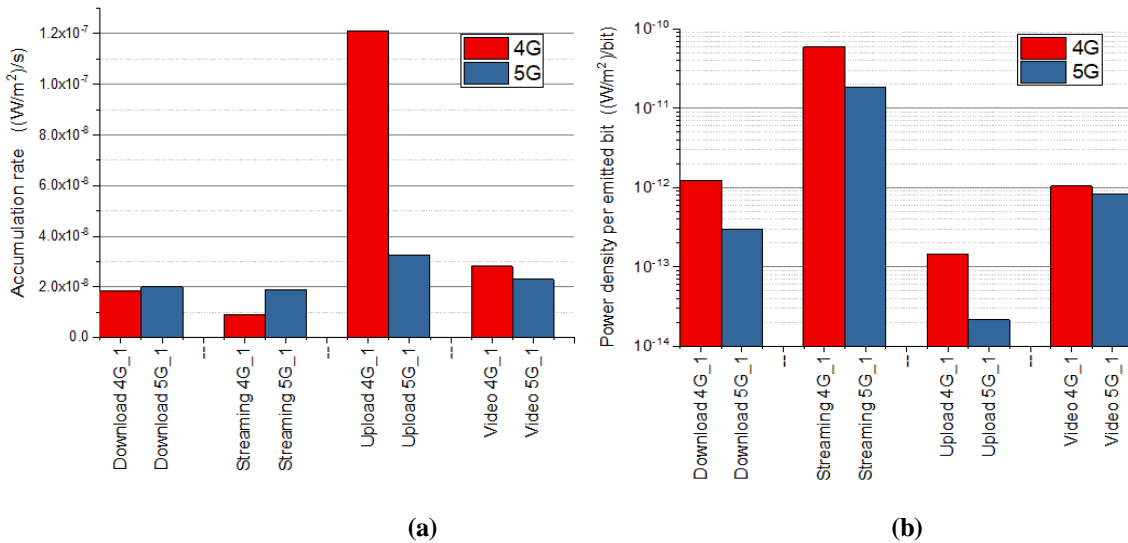 Accumulation rate ((W/m²)/s)
1.2x10⁻⁷
1.0x10⁻⁷
8.0x10⁻⁸
6.0x10⁻⁸
4.0x10⁻⁸
2.0x10⁻⁸
0.0
4G
5G
Download 4G_1
Download 5G_1
--
Streaming 4G_1
Streaming 5G_1
--
Upload 4G_1
Upload 5G_1
--
Video 4G_1
Video 5G_1
(a)
Power density per emitted bit ((W/m²)/bit)
10⁻¹⁰
10⁻¹¹
10⁻¹²
10⁻¹³
10⁻¹⁴
4G
5G
Download 4G_1
Download 5G_1
--
Streaming 4G_1
Streaming 5G_1
--
Upload 4G_1
Upload 5G_1
--
Video 4G_1
Video 5G_1
(b)